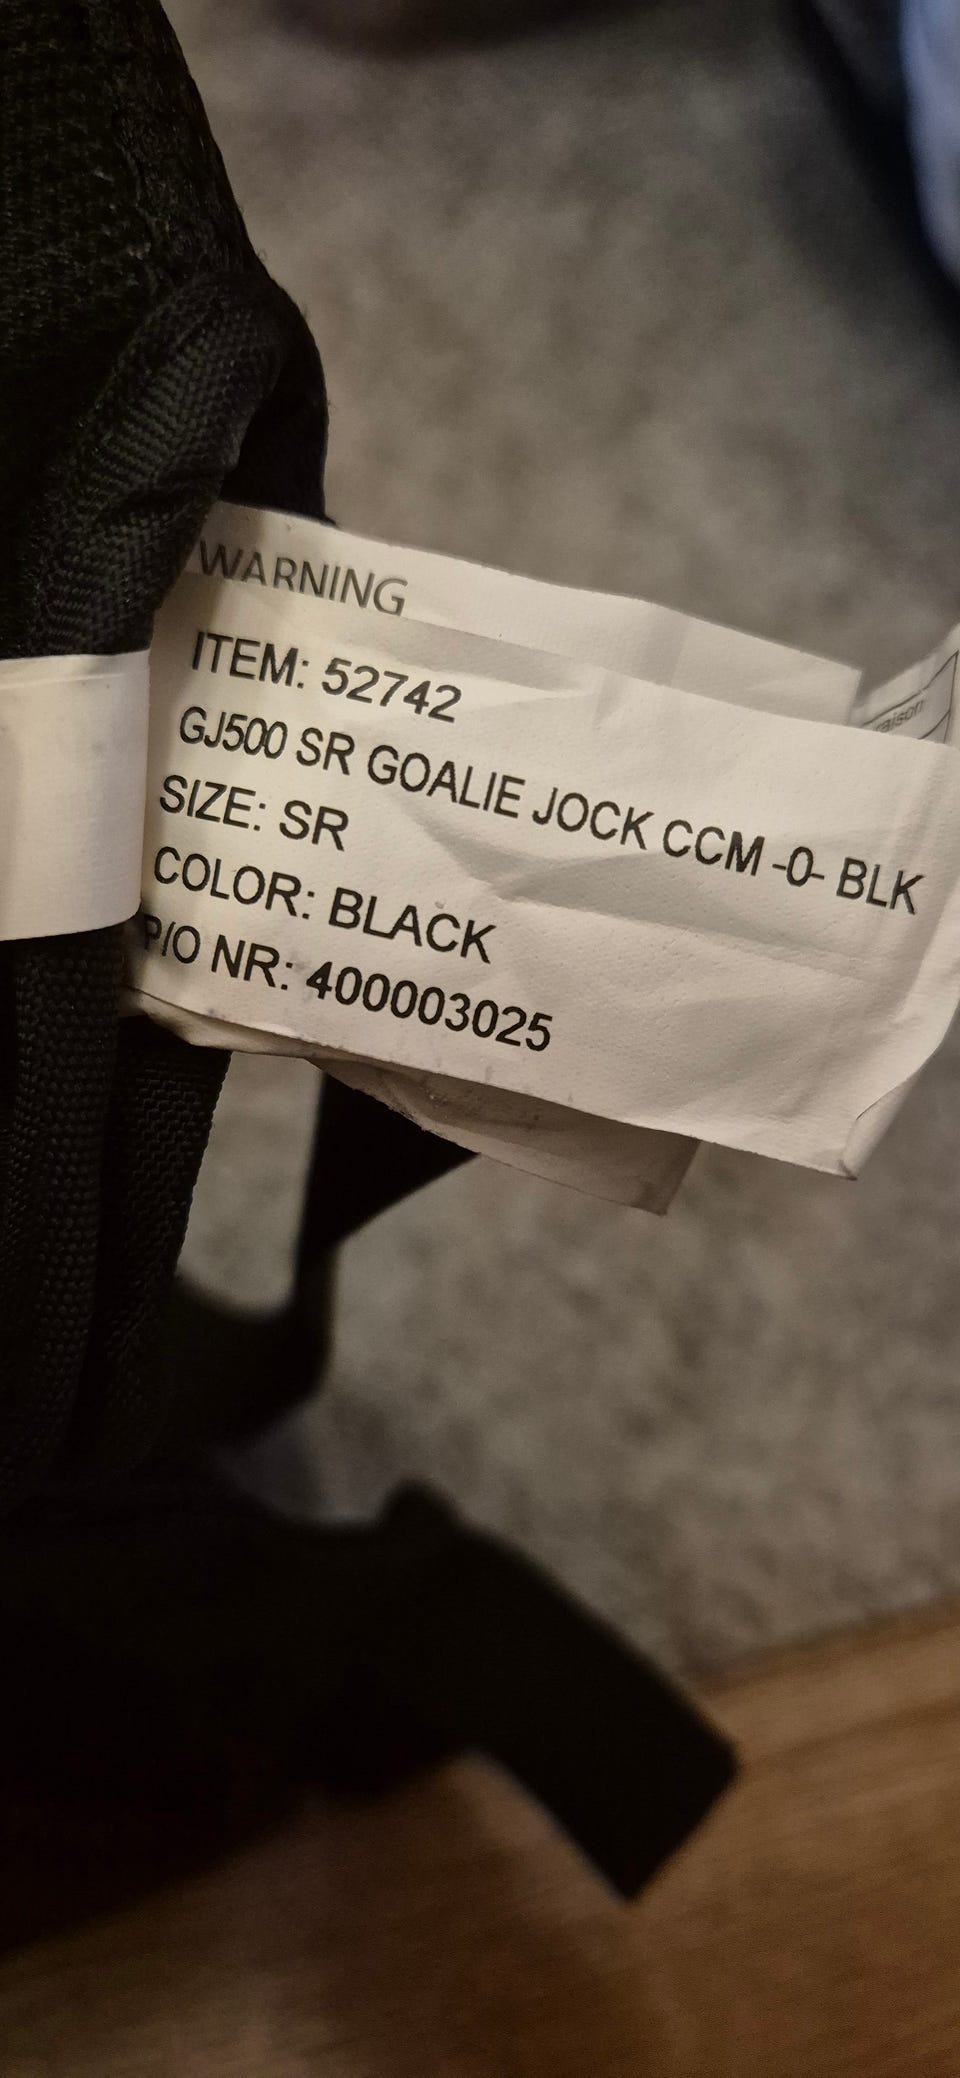 WARNING
ITEM: 52742
GJ500 SR GOALIE JOCK CCM -0- BLK
SIZE: SR
COLOR: BLACK
P/O NR: 400003025